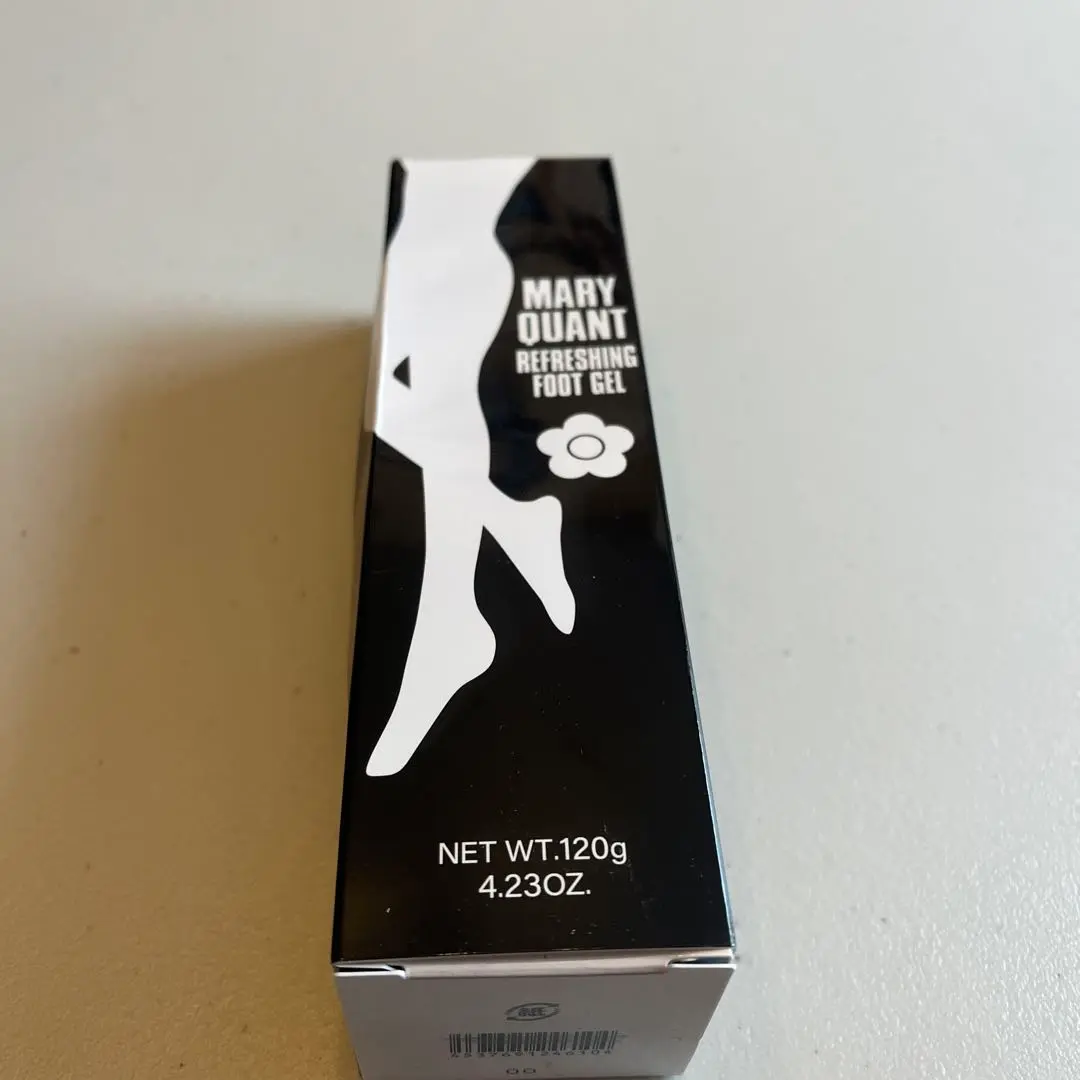 MARY
QUANT
REFRESHING
FOOT GEL
NET WT.120g
4.23OZ.